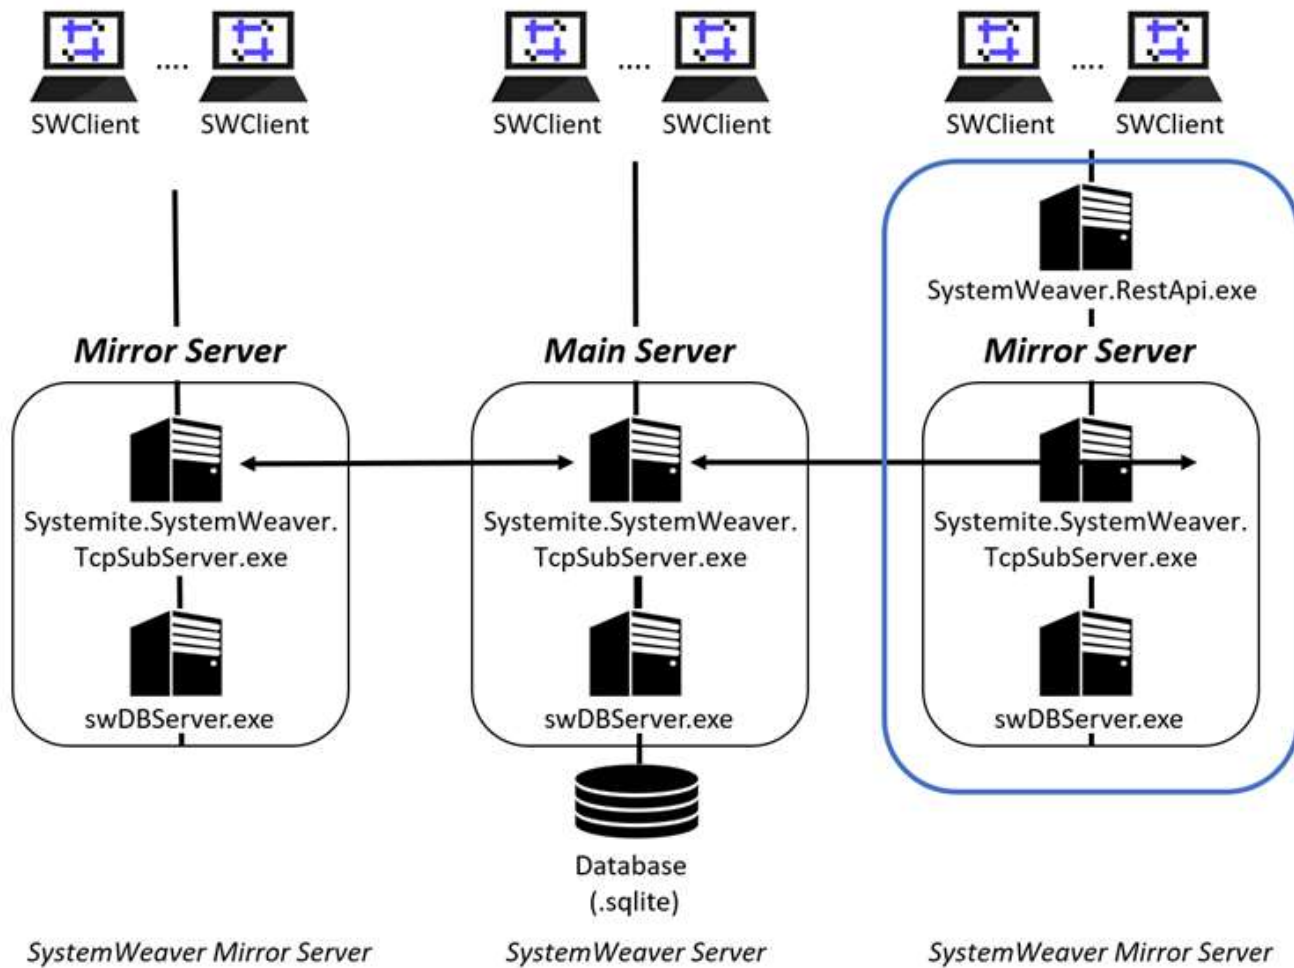 SWClient
....
SWClient
SWClient
....
SWClient
SWClient
....
SWClient
SystemWeaver.RestApi.exe
Mirror Server
Main Server
Mirror Server
Systemite.SystemWeaver.
TcpSubServer.exe
Systemite.SystemWeaver.
TcpSubServer.exe
Systemite.SystemWeaver.
TcpSubServer.exe
swDBServer.exe
swDBServer.exe
swDBServer.exe
Database
(.sqlite)
SystemWeaver Mirror Server
SystemWeaver Server
SystemWeaver Mirror Server